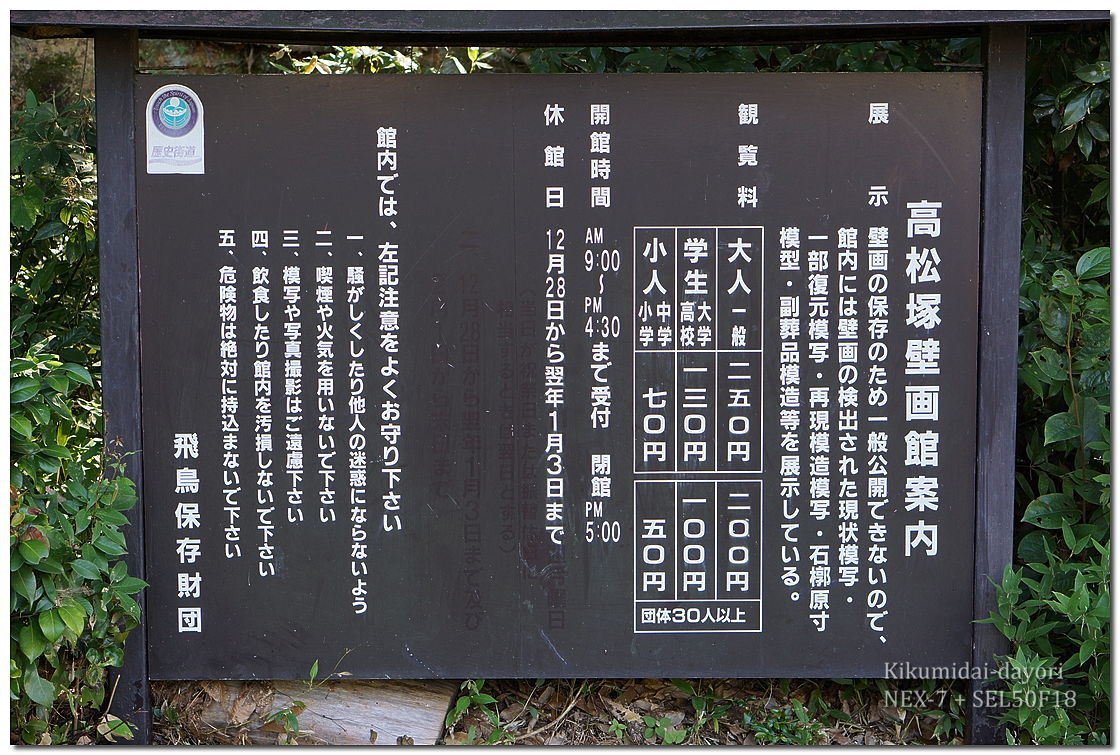 高松塚壁画館案内
展示 壁画の保存のため一般公開できないので、
館内には壁画の検出された現状模写・
一部復元模写・再現模造模写・石槨原寸
模型・副葬品模造等を展示している。
観覧料
大人 一般 二五〇円 二〇〇円
学生 大学 高校 一三〇円 一〇〇円
小人 中学 小学 七〇円 五〇円
団体30人以上
開館時間 AM9:00~PM4:30まで受付 閉館PM5:00
休館日 12月28日から翌年1月3日まで
館内では、左記注意をよくお守り下さい
一、騒がしくしたり他人の迷惑にならないよう
二、喫煙や火気を用いないで下さい
三、模写や写真撮影はご遠慮下さい
四、飲食したり館内を汚損しないで下さい
五、危険物は絶対に持込まないで下さい
飛鳥保存財団
歴史街道
Kikumidai-dayori
NEX-7 + SEL50F18